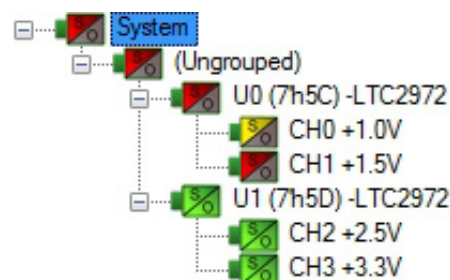 System
(Ungrouped)
U0 (7h5C) -LTC2972
S/O CH0 +1.0V
S/O CH1 +1.5V
S/O U1 (7h5D) -LTC2972
S/O CH2 +2.5V
S/O CH3 +3.3V